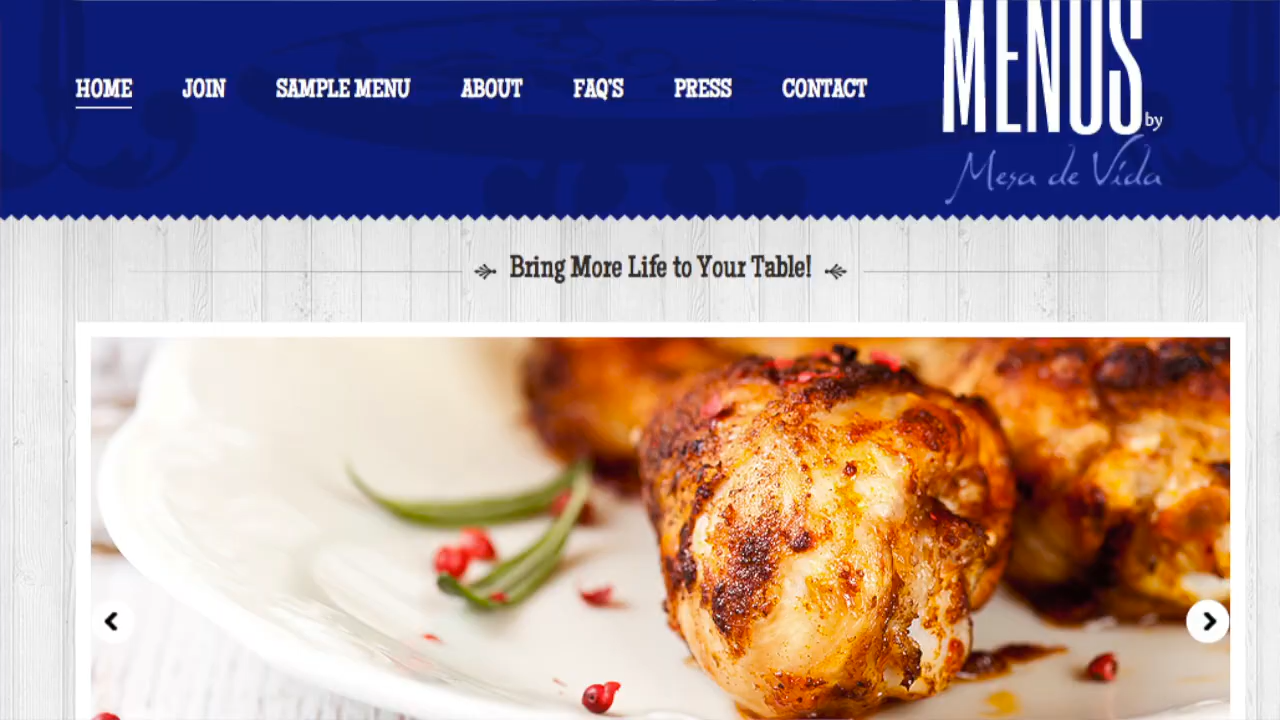 HOME JOIN SAMPLE MENU ABOUT FAQ'S PRESS CONTACT
MENUS by
Mesa de Vida
Bring More Life to Your Table!